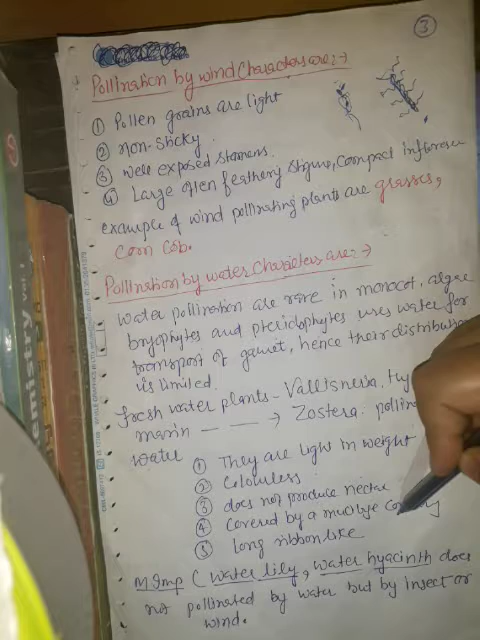 3
Pollination by wind Characters are:→
① Pollen grains are light
② non-sticky.
③ well exposed stamens.
④ Large often feathery stigma, compact inflorence
example of wind pollinating plants are grasses,
corn cob.
Pollination by water characters are:→
Water pollination are rare in monocot, algae
bryophytes and pteridophytes uses water for
transport of gamet, hence their distribution
is limited.
Fresh water plants - Vallisneria, Hy
marin — — → Zostera. pollin
water
① They are light in weight
② Colouless
③ does not produce nectar
④ Covered by a muclige
⑤ long ribbon like
M.Imp ( Water lily, water hyacinth does
not pollinated by water but by insect or
wind.